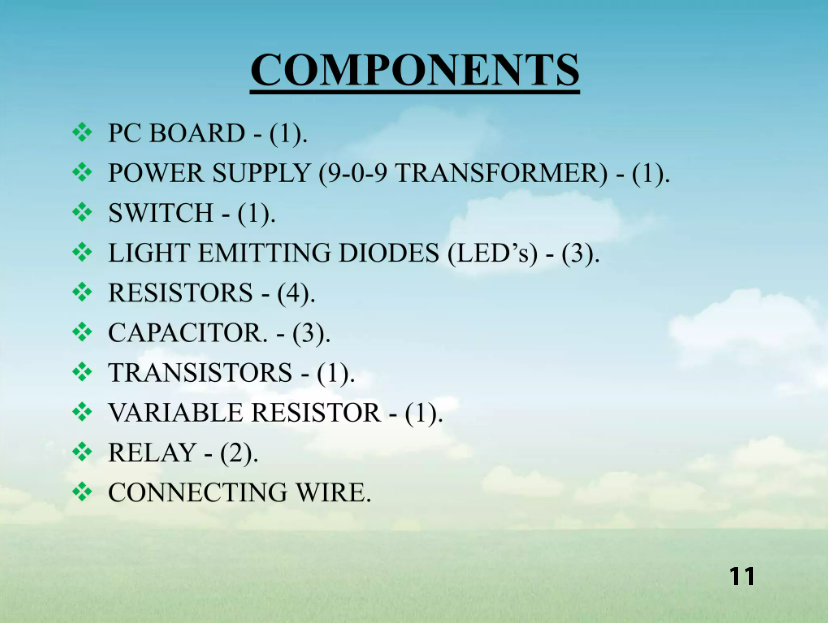 COMPONENTS
PC BOARD - (1).
POWER SUPPLY (9-0-9 TRANSFORMER) - (1).
SWITCH - (1).
LIGHT EMITTING DIODES (LED’s) - (3).
RESISTORS - (4).
CAPACITOR. - (3).
TRANSISTORS - (1).
VARIABLE RESISTOR - (1).
RELAY - (2).
CONNECTING WIRE.
11